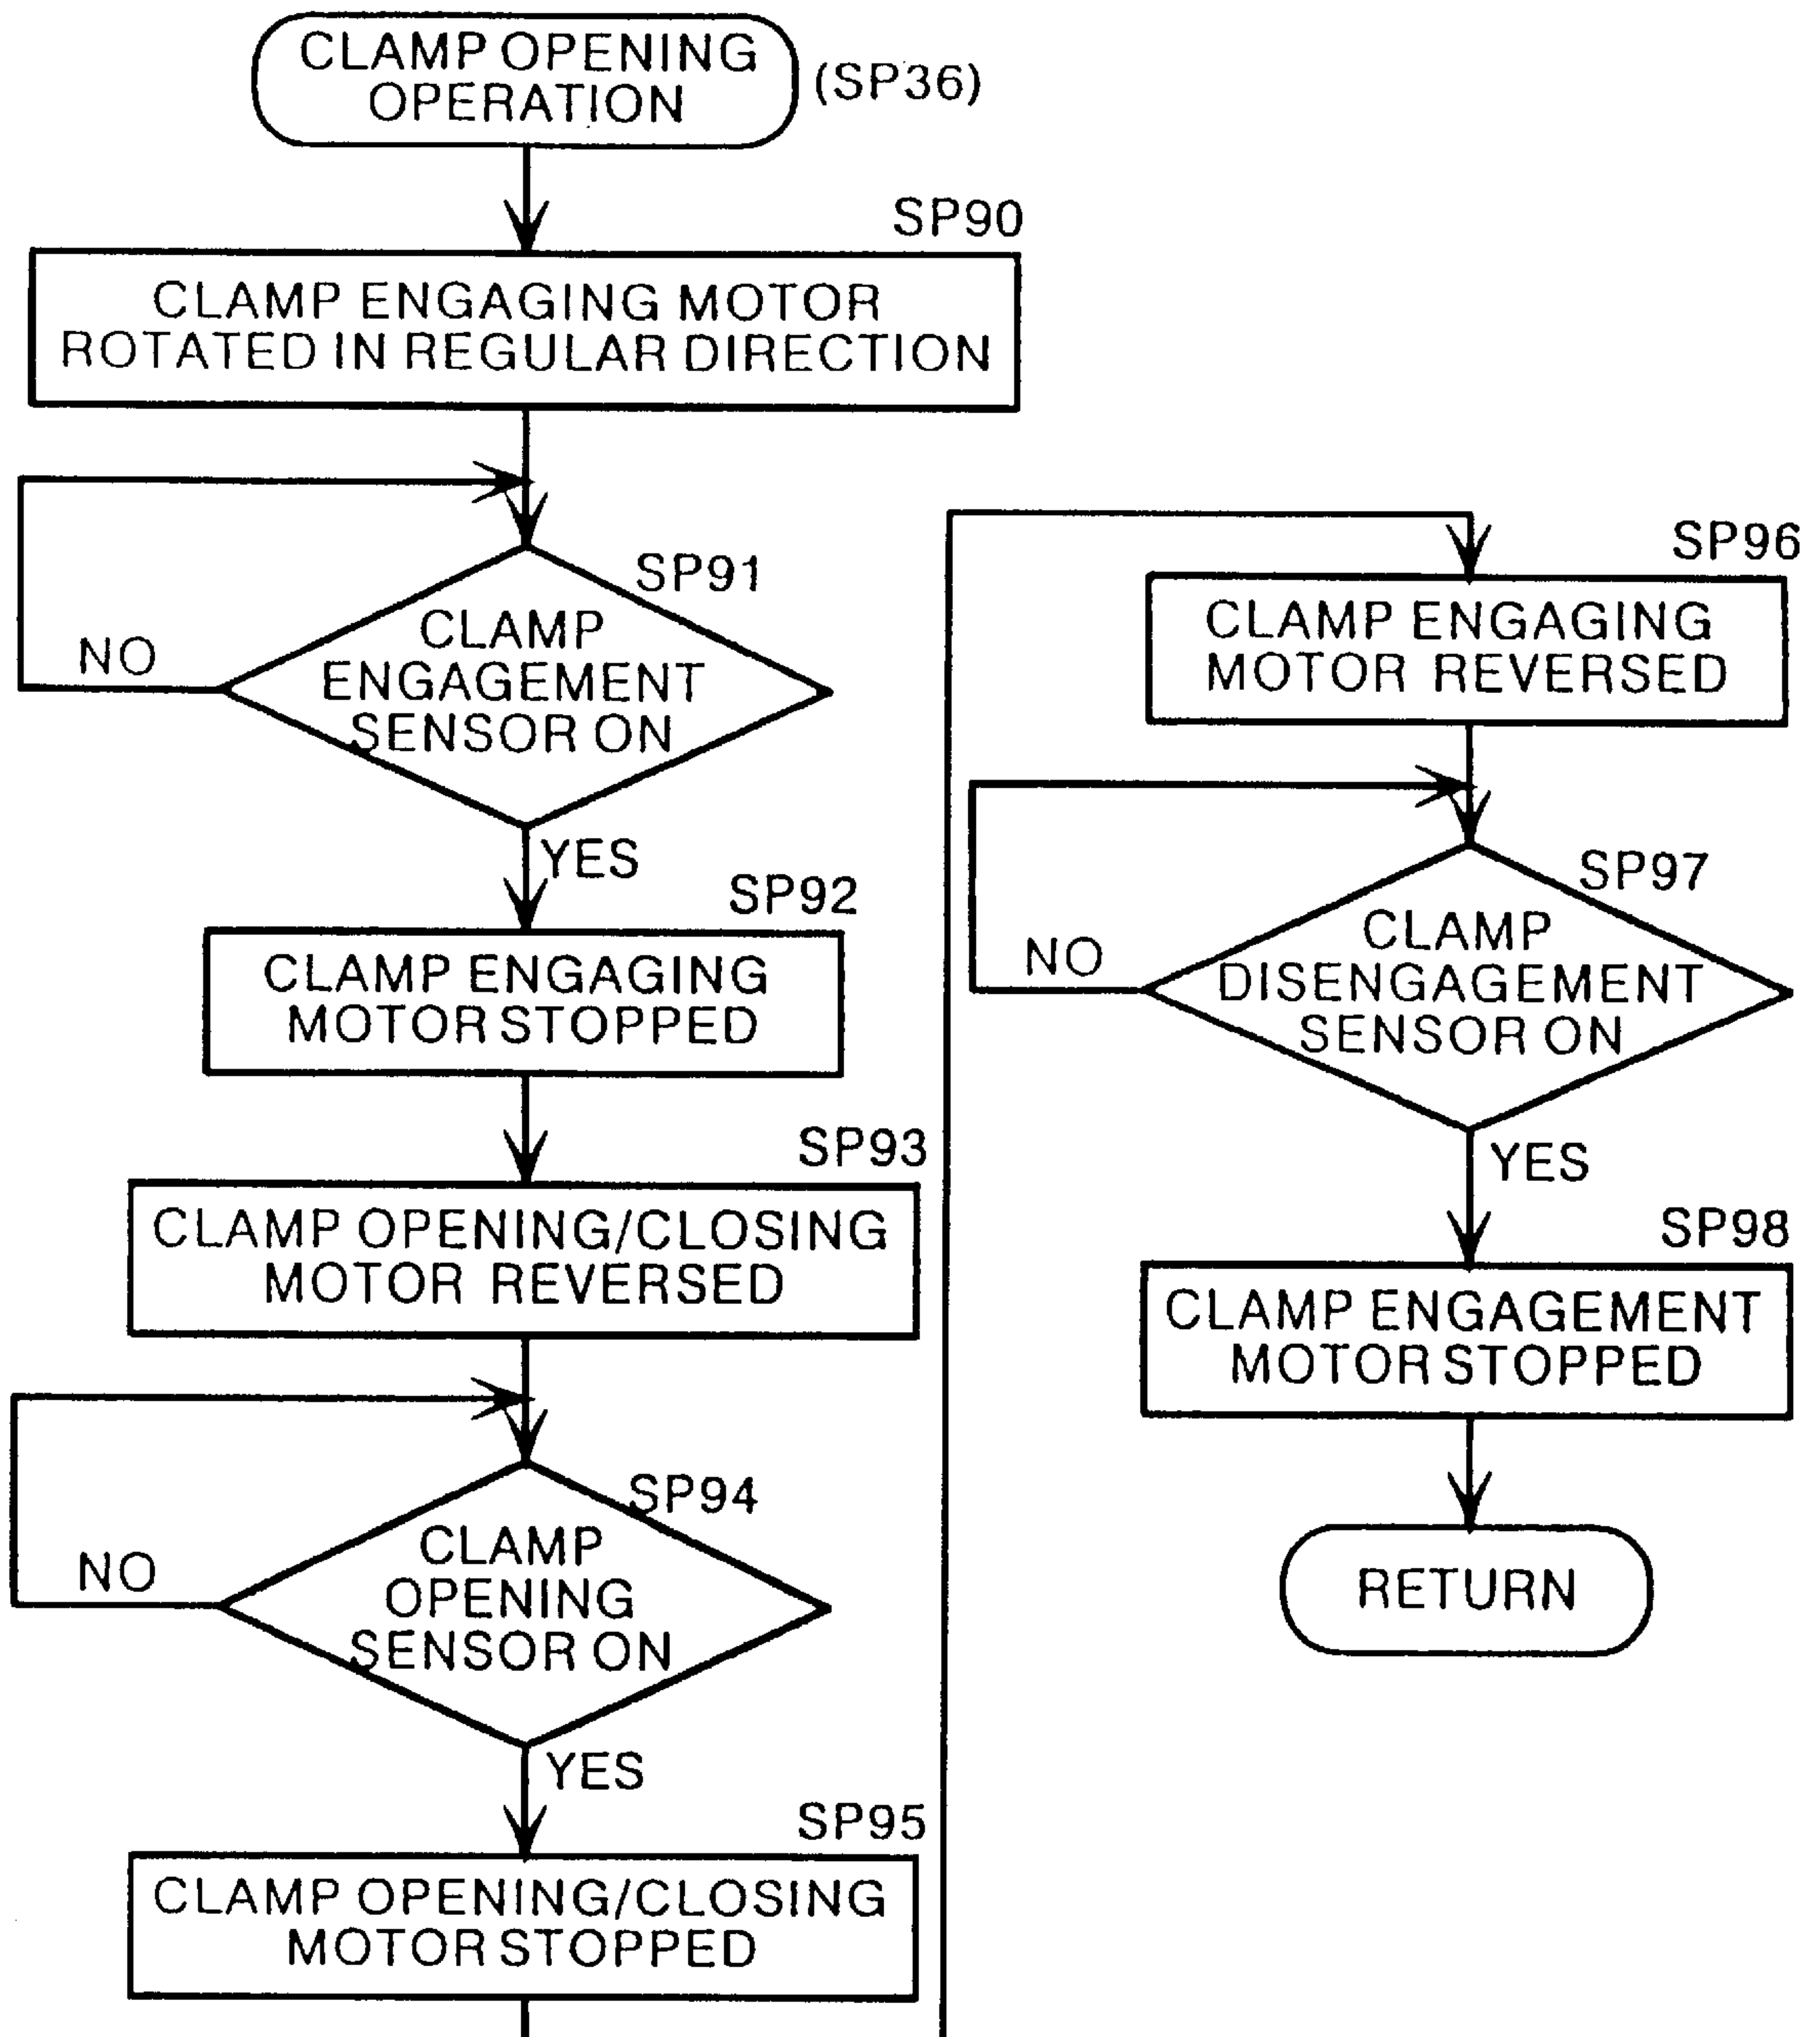 CLAMP OPENING
OPERATION
(SP36)
SP90
CLAMP ENGAGING MOTOR
ROTATED IN REGULAR DIRECTION
SP91
CLAMP
ENGAGEMENT
SENSOR ON
NO
YES
SP92
CLAMP ENGAGING
MOTOR STOPPED
SP93
CLAMP OPENING/CLOSING
MOTOR REVERSED
SP94
CLAMP
OPENING
SENSOR ON
NO
YES
SP95
CLAMP OPENING/CLOSING
MOTOR STOPPED
SP96
CLAMP ENGAGING
MOTOR REVERSED
SP97
CLAMP
DISENGAGEMENT
SENSOR ON
NO
YES
SP98
CLAMP ENGAGEMENT
MOTOR STOPPED
RETURN